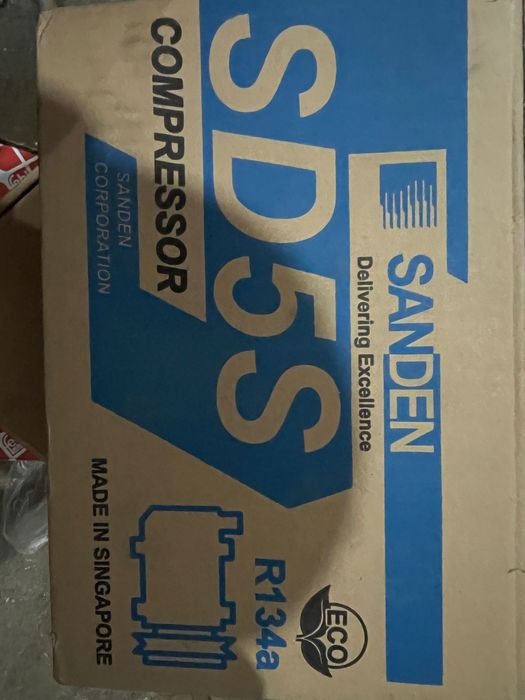 SANDEN
Delivering Excellence
SD5S
COMPRESSOR
SANDEN
CORPORATION
ECO
R134a
MADE IN SINGAPORE